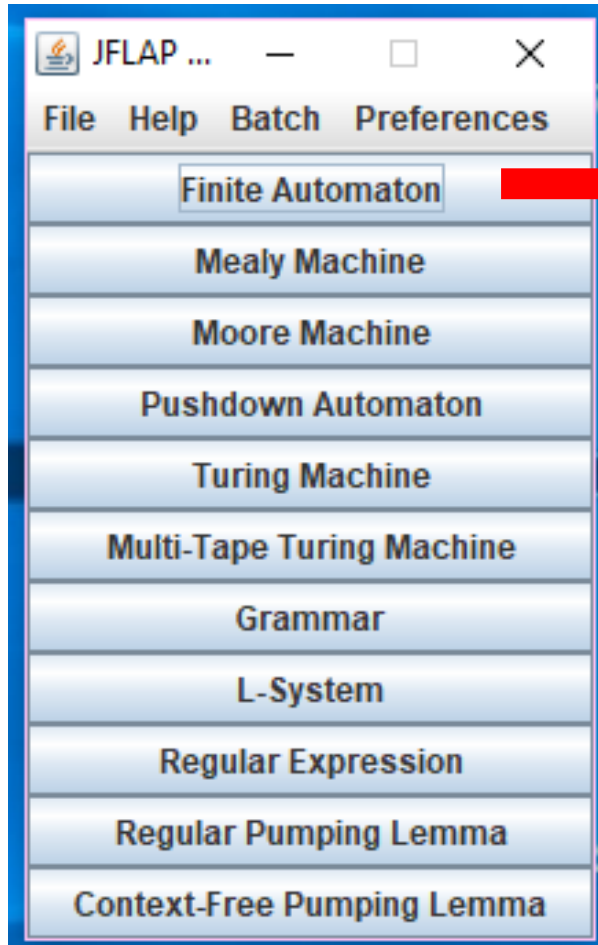 JFLAP ...
File Help Batch Preferences
Finite Automaton
Mealy Machine
Moore Machine
Pushdown Automaton
Turing Machine
Multi-Tape Turing Machine
Grammar
L-System
Regular Expression
Regular Pumping Lemma
Context-Free Pumping Lemma